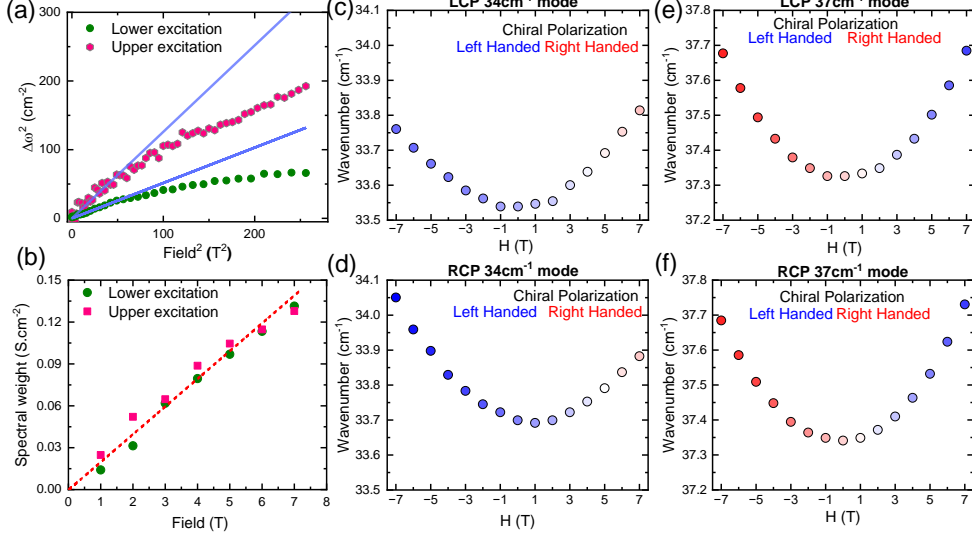 (a)
300
200
100
0
Δω² (cm⁻²)
Lower excitation
Upper excitation
0 100 200
Field² (T²)
(b)
0.15
0.12
0.09
0.06
0.03
0.00
Spectral weight (S.cm⁻²)
Lower excitation
Upper excitation
0 1 2 3 4 5 6 7 8
Field (T)
(c)
LCP 34cm⁻¹ mode
34.1
34.0
33.9
33.8
33.7
33.6
33.5
Wavenumber (cm⁻¹)
Chiral Polarization
Left Handed Right Handed
−7 −5 −3 −1 1 3 5 7
H (T)
(d)
RCP 34cm⁻¹ mode
34.1
34.0
33.9
33.8
33.7
33.6
33.5
Wavenumber (cm⁻¹)
Chiral Polarization
Left Handed Right Handed
−7 −5 −3 −1 1 3 5 7
H (T)
(e)
LCP 37cm⁻¹ mode
37.8
37.7
37.6
37.5
37.4
37.3
37.2
Wavenumber (cm⁻¹)
Chiral Polarization
Left Handed Right Handed
−7 −5 −3 −1 1 3 5 7
H (T)
(f)
RCP 37cm⁻¹ mode
37.8
37.7
37.6
37.5
37.4
37.3
37.2
Wavenumber (cm⁻¹)
Chiral Polarization
Left Handed Right Handed
−7 −5 −3 −1 1 3 5 7
H (T)